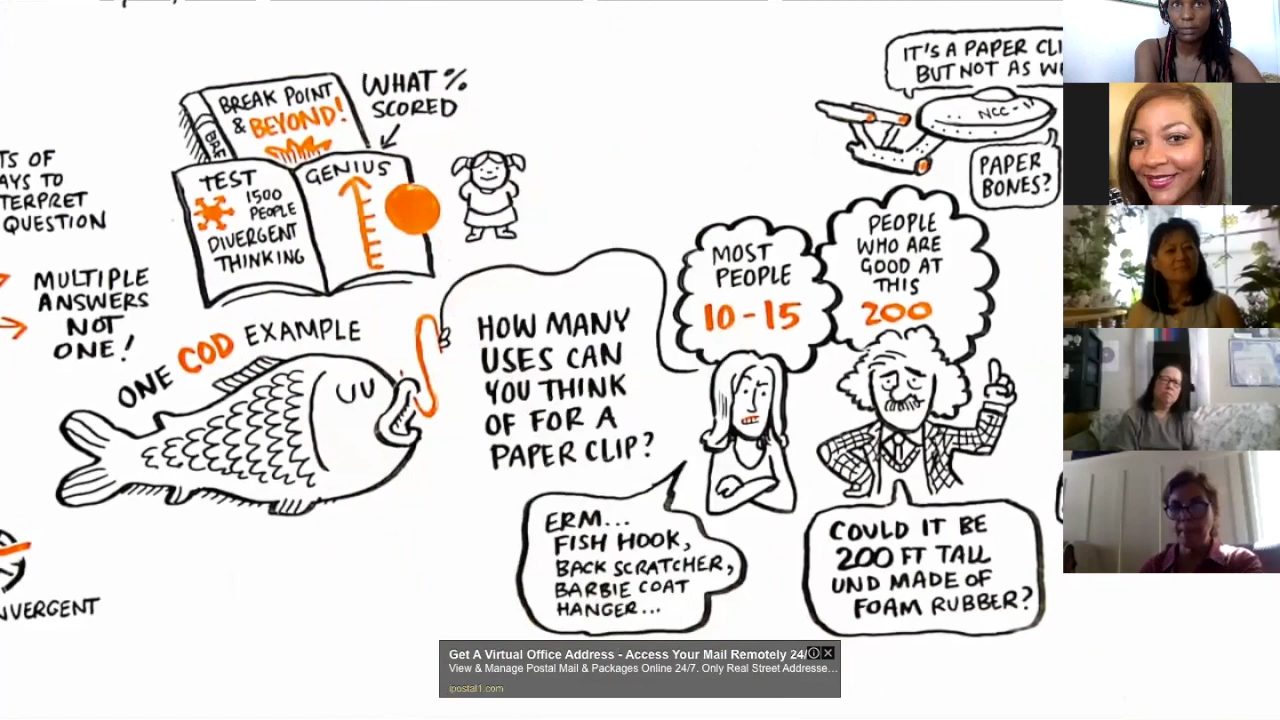 TS OF
AYS TO
TERPRET
QUESTION
MULTIPLE
ANSWERS
NOT
ONE!
BREAK POINT
& BEYOND!
BRE
WHAT %
SCORED
TEST
1500
PEOPLE
DIVERGENT
THINKING
GENIUS
ONE COD EXAMPLE
HOW MANY
USES CAN
YOU THINK
OF FOR A
PAPER CLIP?
MOST
PEOPLE
10-15
PEOPLE
WHO ARE
GOOD AT
THIS
200
IT'S A PAPER CLI
BUT NOT AS W
NCC-1
PAPER
BONES?
ERM...
FISH HOOK,
BACK SCRATCHER,
BARBIE COAT
HANGER...
COULD IT BE
200 FT TALL
UND MADE OF
FOAM RUBBER?
NVERGENT
Get A Virtual Office Address - Access Your Mail Remotely 24/
View & Manage Postal Mail & Packages Online 24/7. Only Real Street Addresse...
ipostal1.com